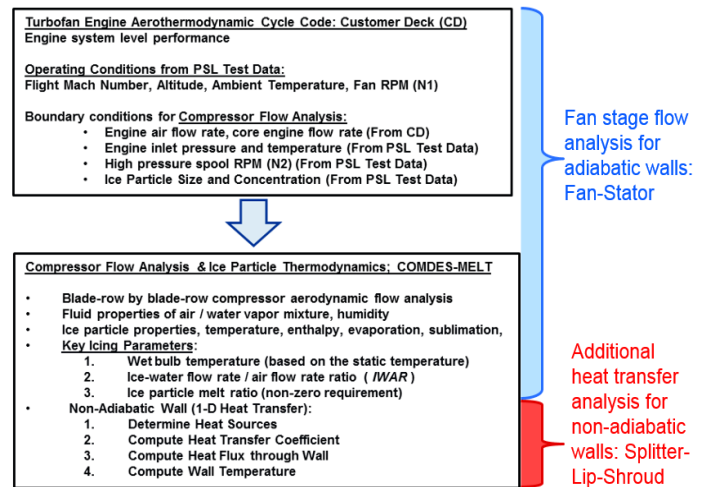 Turbofan Engine Aerothermodynamic Cycle Code: Customer Deck (CD)
Engine system level performance
Operating Conditions from PSL Test Data:
Flight Mach Number, Altitude, Ambient Temperature, Fan RPM (N1)
Boundary conditions for Compressor Flow Analysis:
• Engine air flow rate, core engine flow rate (From CD)
• Engine inlet pressure and temperature (From PSL Test Data)
• High pressure spool RPM (N2) (From PSL Test Data)
• Ice Particle Size and Concentration (From PSL Test Data)
Fan stage flow
analysis for
adiabatic walls:
Fan-Stator
Compressor Flow Analysis & Ice Particle Thermodynamics; COMDES-MELT
• Blade-row by blade-row compressor aerodynamic flow analysis
• Fluid properties of air / water vapor mixture, humidity
• Ice particle properties, temperature, enthalpy, evaporation, sublimation,
• Key Icing Parameters:
1. Wet bulb temperature (based on the static temperature)
2. Ice-water flow rate / air flow rate ratio ( IWAR )
3. Ice particle melt ratio (non-zero requirement)
• Non-Adiabatic Wall (1-D Heat Transfer):
1. Determine Heat Sources
2. Compute Heat Transfer Coefficient
3. Compute Heat Flux through Wall
4. Compute Wall Temperature
Additional
heat transfer
analysis for
non-adiabatic
walls: Splitter-
Lip-Shroud